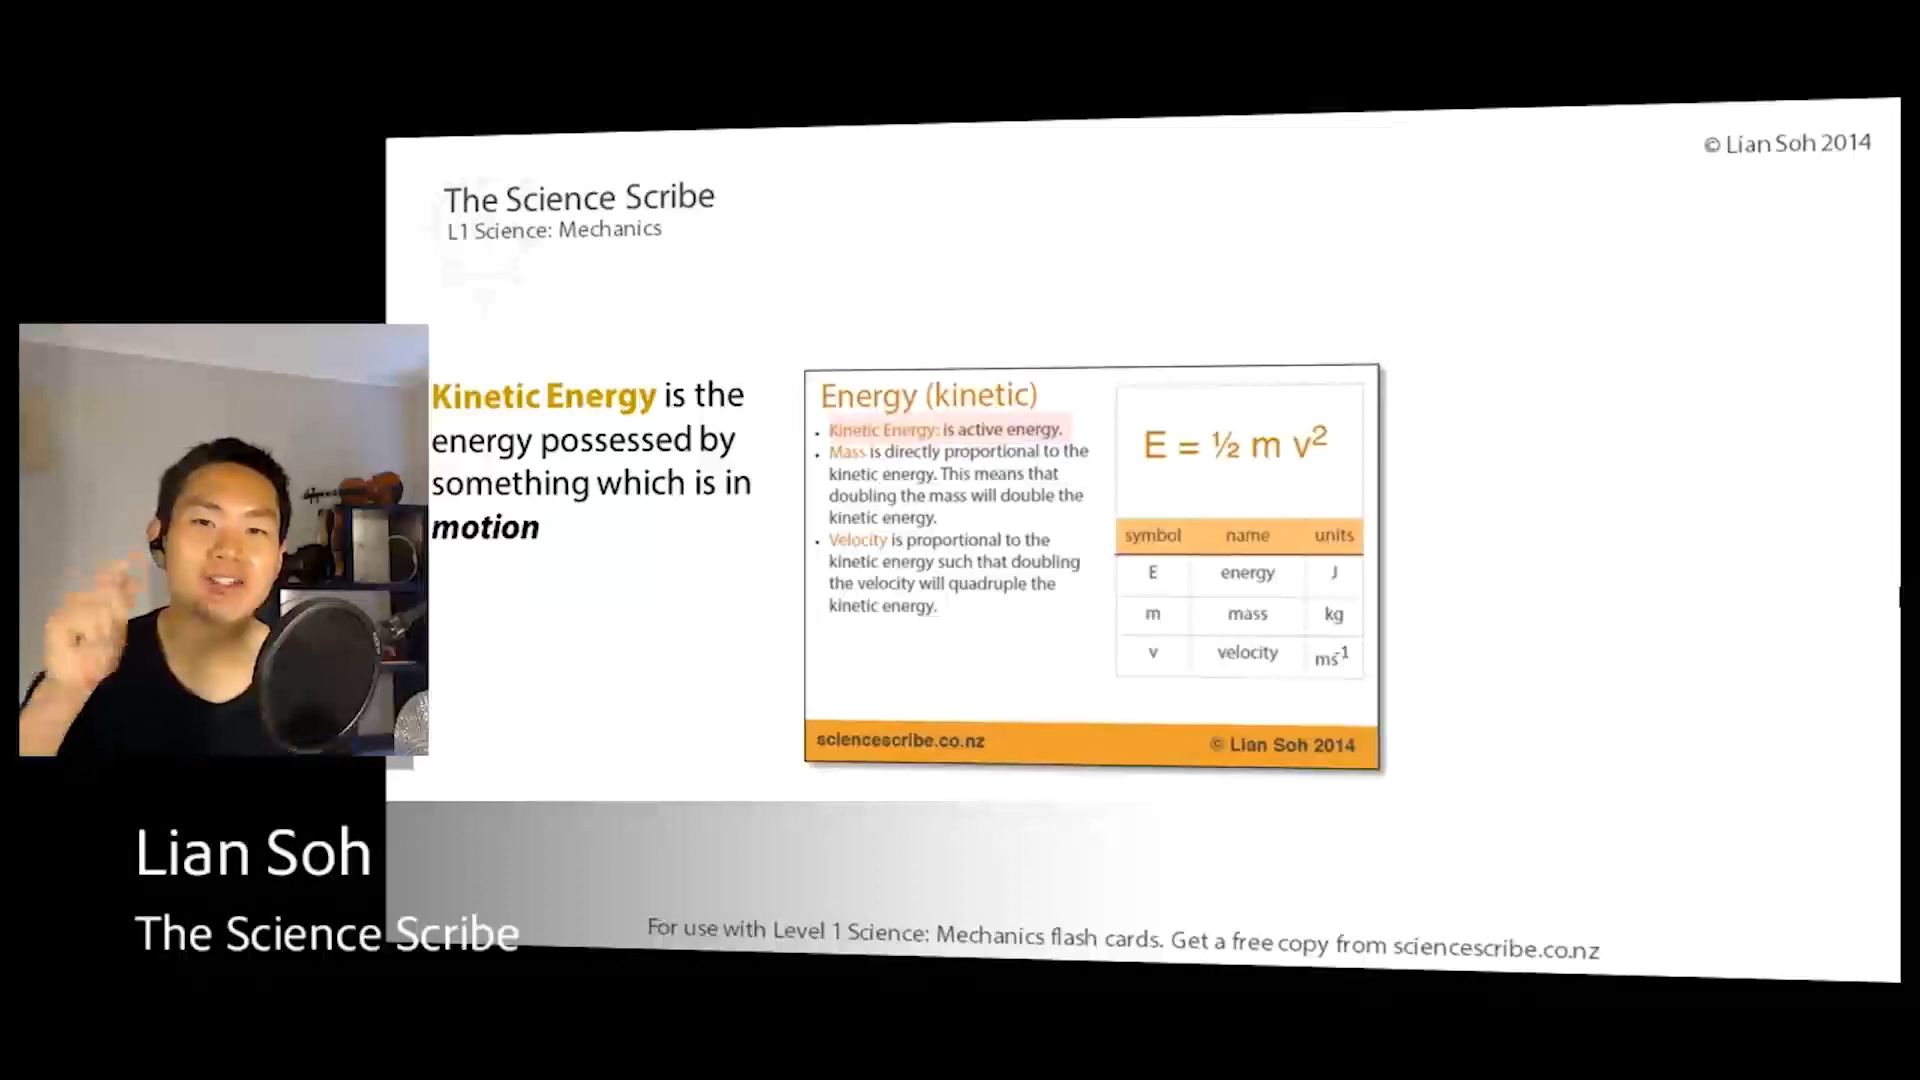 © Lian Soh 2014
The Science Scribe
L1 Science: Mechanics
Kinetic Energy is the
energy possessed by
something which is in
motion
Energy (kinetic)
• Kinetic Energy: is active energy.
• Mass is directly proportional to the
kinetic energy. This means that
doubling the mass will double the
kinetic energy.
• Velocity is proportional to the
kinetic energy such that doubling
the velocity will quadruple the
kinetic energy.
E = ½ m v²
symbol name units
E energy J
m mass kg
v velocity ms⁻¹
sciencescribe.co.nz © Lian Soh 2014
Lian Soh
The Science Scribe
For use with Level 1 Science: Mechanics flash cards. Get a free copy from sciencescribe.co.nz